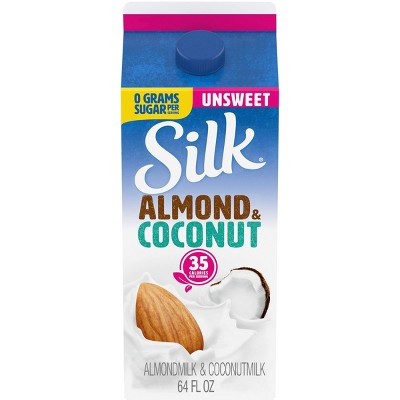 0 GRAMS
SUGAR PER
SERVING
UNSWEET
Silk®
ALMOND &
COCONUT
35
CALORIES
PER SERVING
ALMONDMILK & COCONUTMILK
64 FL OZ